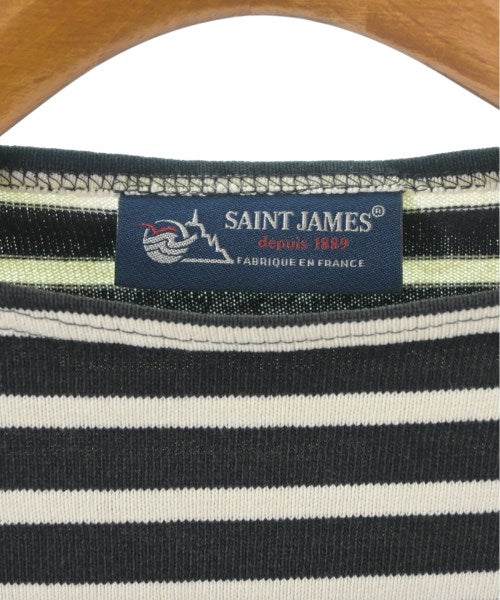 SAINT JAMES®
depuis 1889
FABRIQUE EN FRANCE